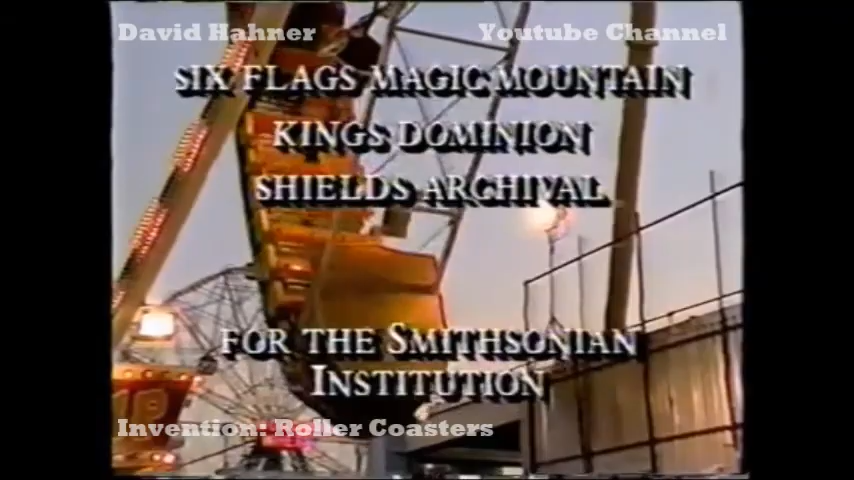 David Hahner Youtube Channel
SIX FLAGS MAGIC MOUNTAIN
KINGS DOMINION
SHIELDS ARCHIVAL
FOR THE SMITHSONIAN
INSTITUTION
Invention: Roller Coasters